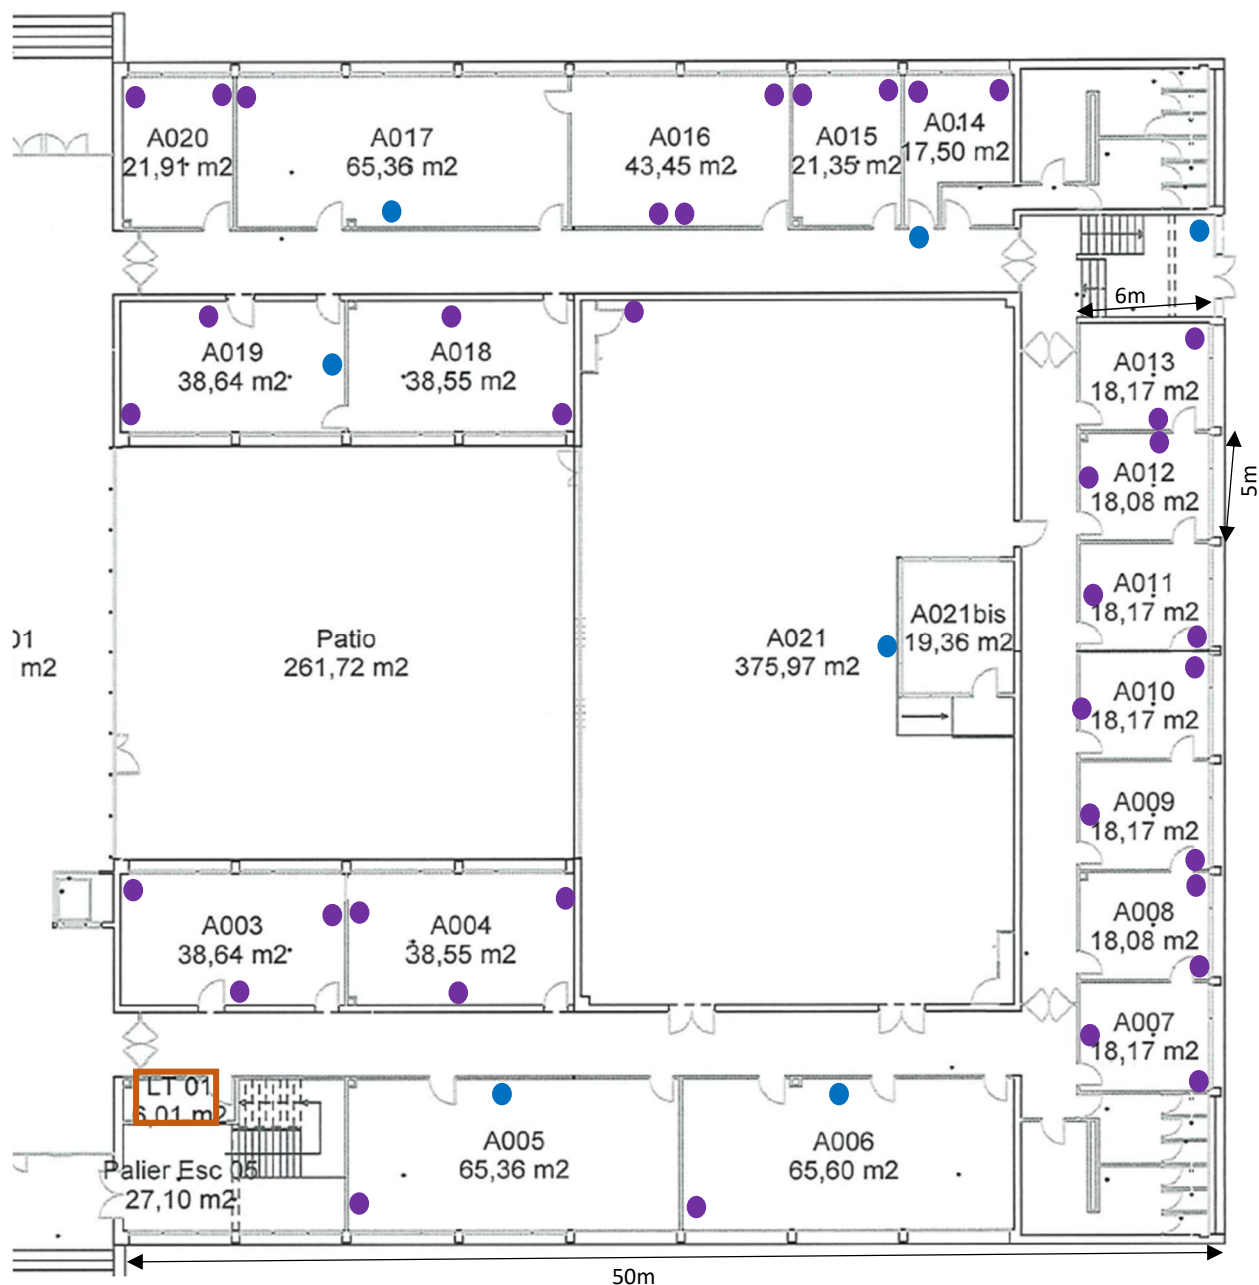 A020
21,91 m2
A017
65,36 m2
A016
43,45 m2
A015
21,35 m2
A014
17,50 m2
6m
A019
38,64 m2
A018
38,55 m2
A013
18,17 m2
A012
18,08 m2
5m
A011
18,17 m2
A021bis
19,36 m2
01
m2
Patio
261,72 m2
A021
375,97 m2
A010
18,17 m2
A009
18,17 m2
A003
38,64 m2
A004
38,55 m2
A008
18,08 m2
A007
18,17 m2
LT 01
6,01 m2
A005
65,36 m2
A006
65,60 m2
Palier Esc 05
27,10 m2
50m